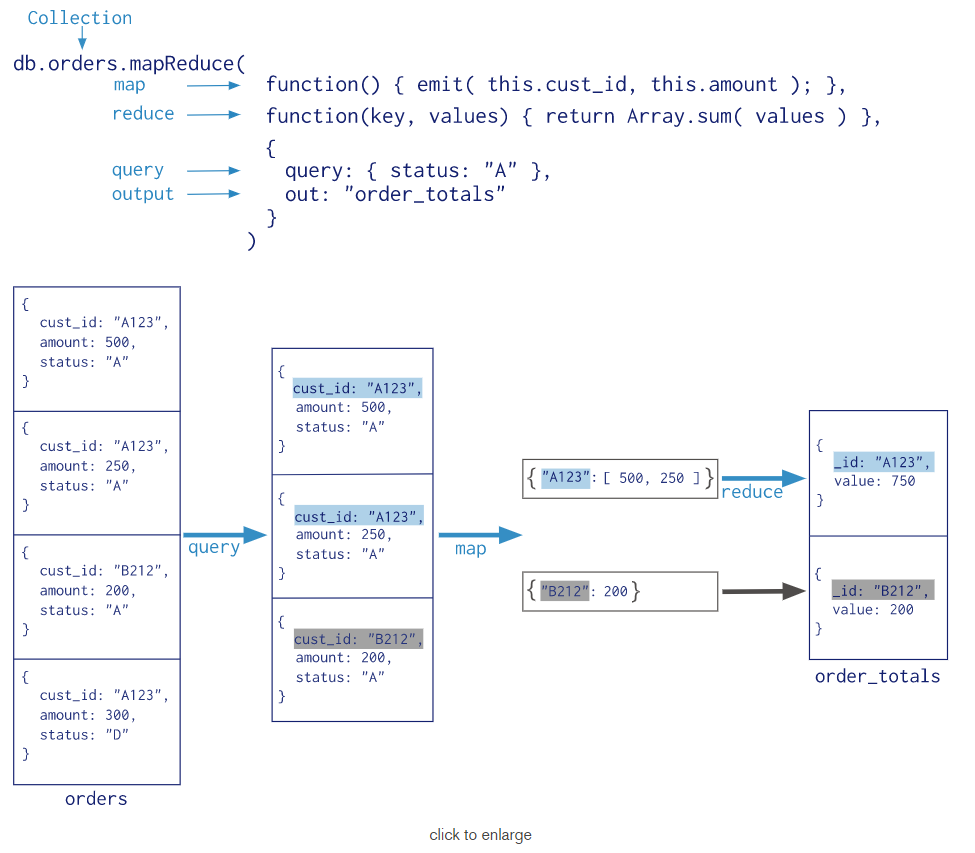 Collection
db.orders.mapReduce(
map function() { emit( this.cust_id, this.amount ); },
reduce function(key, values) { return Array.sum( values ) },
{
query query: { status: "A" },
output out: "order_totals"
}
)
{
cust_id: "A123",
amount: 500,
status: "A"
}
{
cust_id: "A123",
amount: 250,
status: "A"
}
{
cust_id: "B212",
amount: 200,
status: "A"
}
{
cust_id: "A123",
amount: 300,
status: "D"
}
orders
query
{
cust_id: "A123",
amount: 500,
status: "A"
}
{
cust_id: "A123",
amount: 250,
status: "A"
}
{
cust_id: "B212",
amount: 200,
status: "A"
}
map
{ "A123": [ 500, 250 ] }
{ "B212": 200 }
reduce
{
_id: "A123",
value: 750
}
{
_id: "B212",
value: 200
}
order_totals
click to enlarge